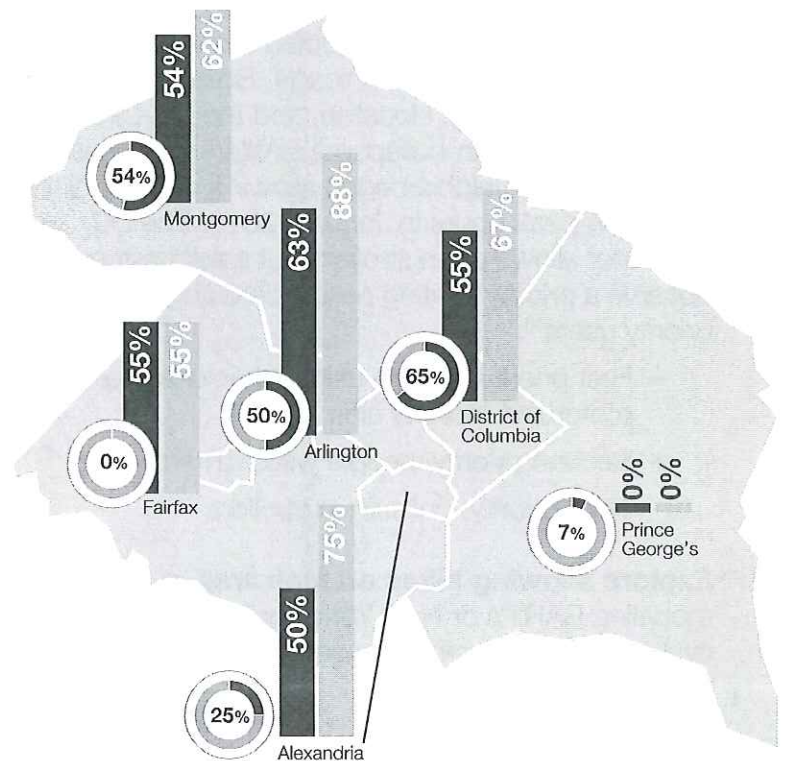 54%
62%
54%
Montgomery
63%
88%
50%
Arlington
55%
67%
65%
District of
Columbia
55%
55%
0%
Fairfax
0%
0%
7%
Prince
George's
50%
75%
25%
Alexandria